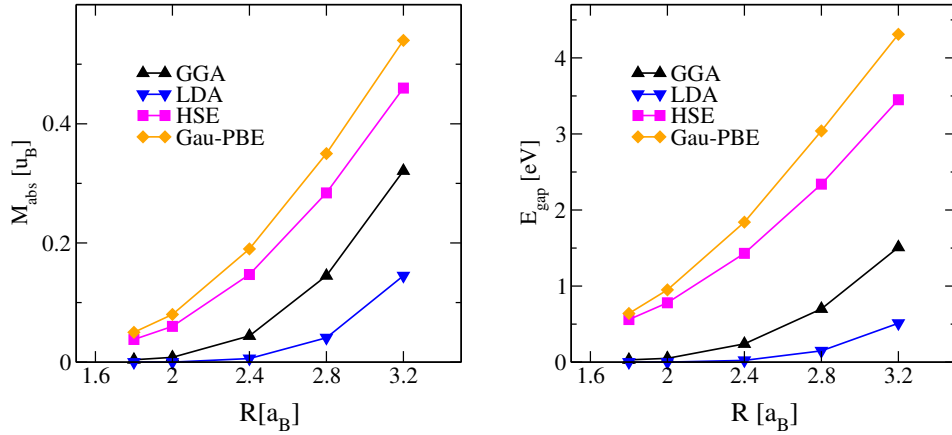 M_abs [u_B]
0.4
0.2
0
GGA
LDA
HSE
Gau-PBE
1.6 2 2.4 2.8 3.2
R[a_B]
E_gap [eV]
4
3
2
1
0
GGA
LDA
HSE
Gau-PBE
1.6 2 2.4 2.8 3.2
R [a_B]